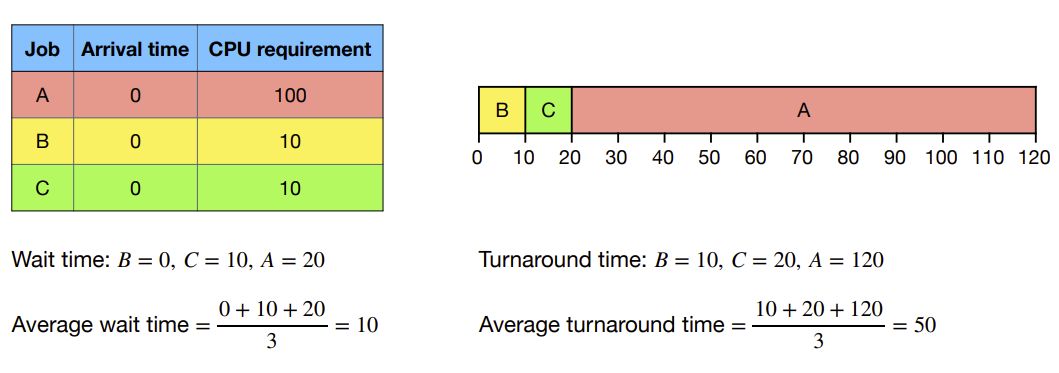 Job Arrival time CPU requirement
A 0 100
B 0 10
C 0 10
B C A
0 10 20 30 40 50 60 70 80 90 100 110 120
Wait time: B = 0, C = 10, A = 20
Average wait time = (0 + 10 + 20) / 3 = 10
Turnaround time: B = 10, C = 20, A = 120
Average turnaround time = (10 + 20 + 120) / 3 = 50